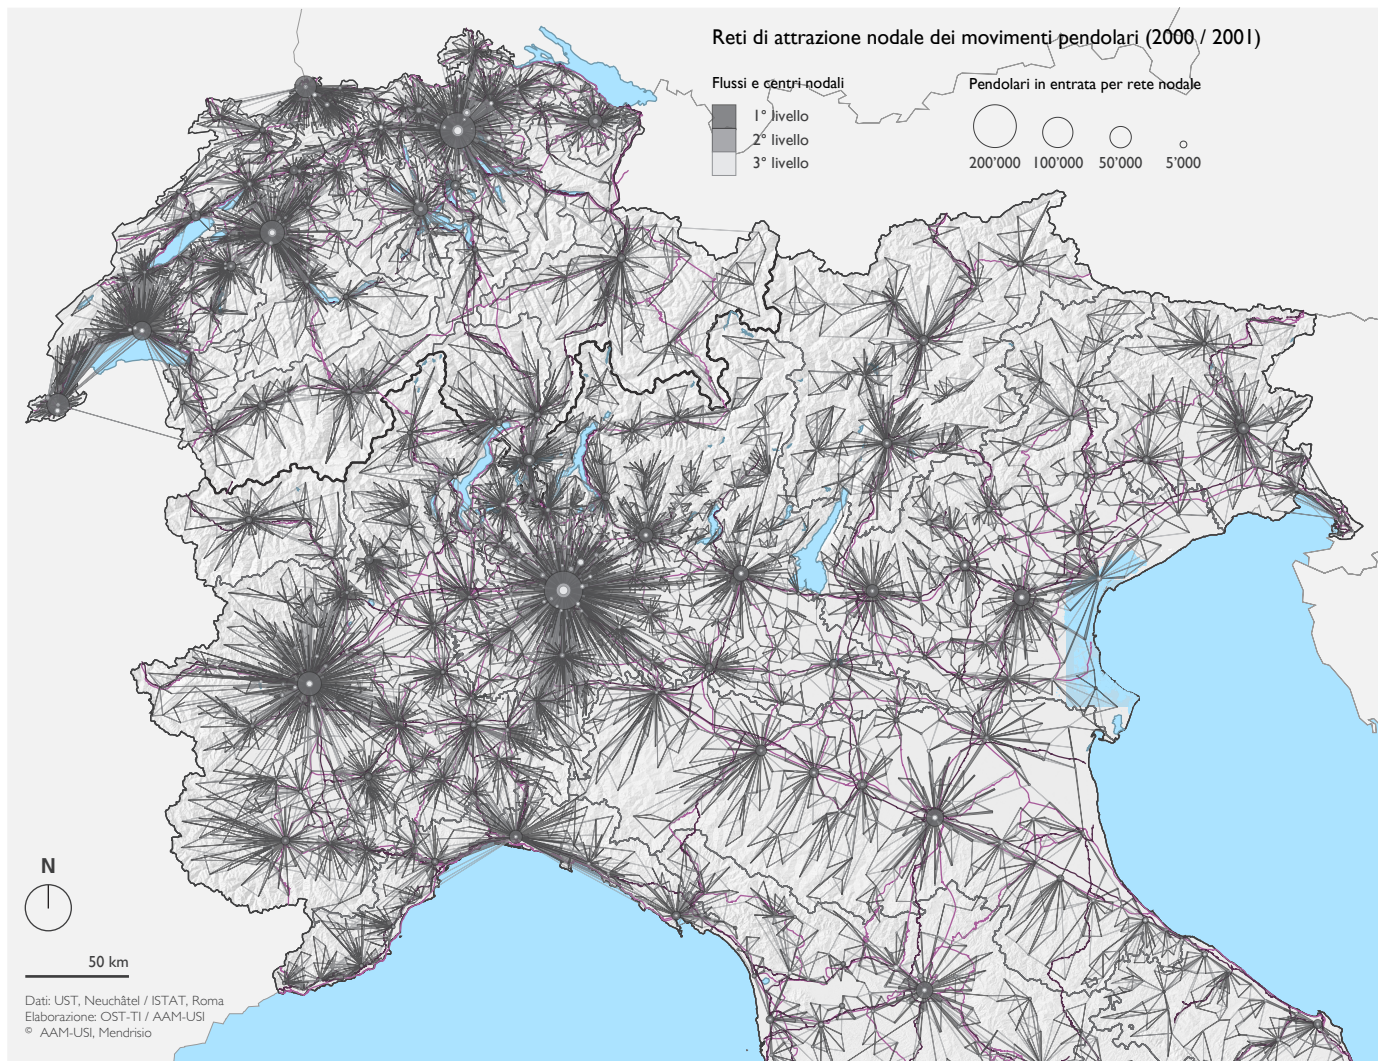 Reti di attrazione nodale dei movimenti pendolari (2000 / 2001)
Flussi e centri nodali
1° livello
2° livello
3° livello
Pendolari in entrata per rete nodale
200'000 100'000 50'000 5'000
N
50 km
Dati: UST, Neuchâtel / ISTAT, Roma
Elaborazione: OST-TI / AAM-USI
© AAM-USI, Mendrisio